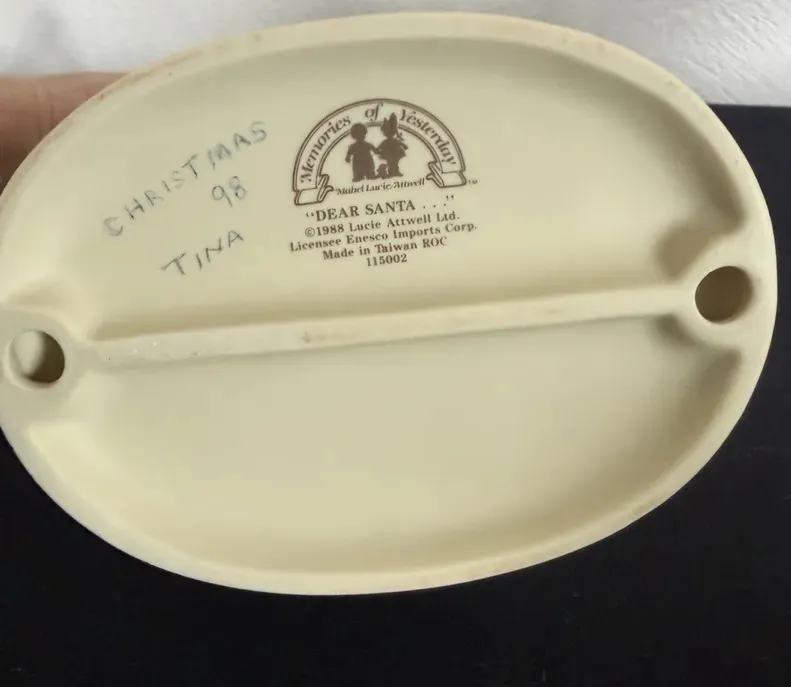 CHRISTMAS
98
TINA
Memories of Yesterday
Mabel Lucie Attwell TM
"DEAR SANTA . . ."
©1988 Lucie Attwell Ltd.
Licensee Enesco Imports Corp.
Made in Taiwan ROC
115002